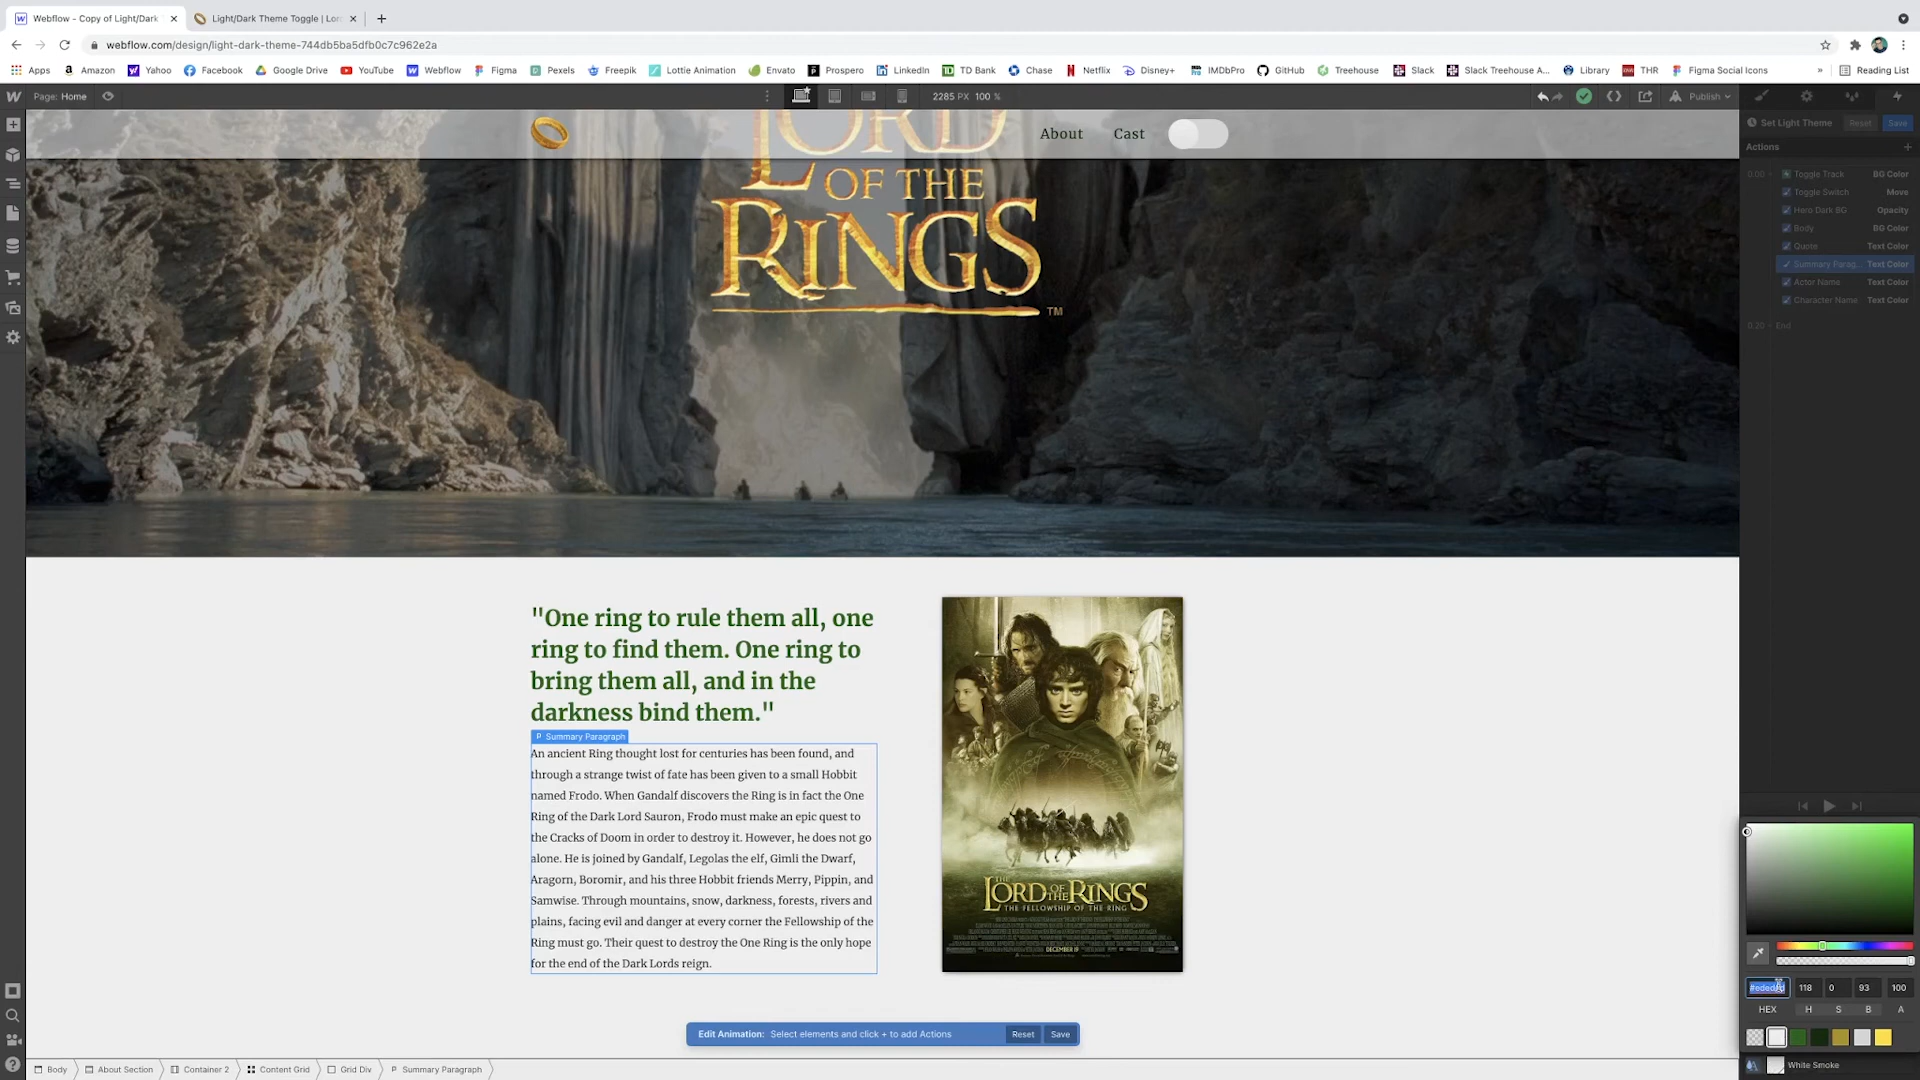 Webflow - Copy of Light/Dark
Light/Dark Theme Toggle | Lor
webflow.com/design/light-dark-theme-744db5ba5dfb0c7c962e2a
Apps
Amazon
Yahoo
Facebook
Google Drive
YouTube
Webflow
Figma
Pexels
Freepik
Lottie Animation
Envato
Prospero
LinkedIn
TD Bank
Chase
Netflix
Disney+
IMDbPro
GitHub
Treehouse
Slack
Slack Treehouse A...
Library
THR
Figma Social Icons
»
Reading List
Page: Home
2285 PX 100 %
Publish
Set Light Theme
Reset
Save
Actions
0.00
Toggle Track BG Color
Toggle Switch Move
Hero Dark BG Opacity
Body BG Color
Quote Text Color
Summary Parag... Text Color
Actor Name Text Color
Character Name Text Color
0.20 End
About
Cast
LORD
OF THE
RINGS
TM
"One ring to rule them all, one
ring to find them. One ring to
bring them all, and in the
darkness bind them."
P Summary Paragraph
An ancient Ring thought lost for centuries has been found, and
through a strange twist of fate has been given to a small Hobbit
named Frodo. When Gandalf discovers the Ring is in fact the One
Ring of the Dark Lord Sauron, Frodo must make an epic quest to
the Cracks of Doom in order to destroy it. However, he does not go
alone. He is joined by Gandalf, Legolas the elf, Gimli the Dwarf,
Aragorn, Boromir, and his three Hobbit friends Merry, Pippin, and
Samwise. Through mountains, snow, darkness, forests, rivers and
plains, facing evil and danger at every corner the Fellowship of the
Ring must go. Their quest to destroy the One Ring is the only hope
for the end of the Dark Lords reign.
THE
LORD OF THE RINGS
THE FELLOWSHIP OF THE RING
DECEMBER 19
Edit Animation: Select elements and click + to add Actions
Reset
Save
118 0 93 100
HEX H S B A
White Smoke
Body
About Section
Container 2
Content Grid
Grid Div
P Summary Paragraph